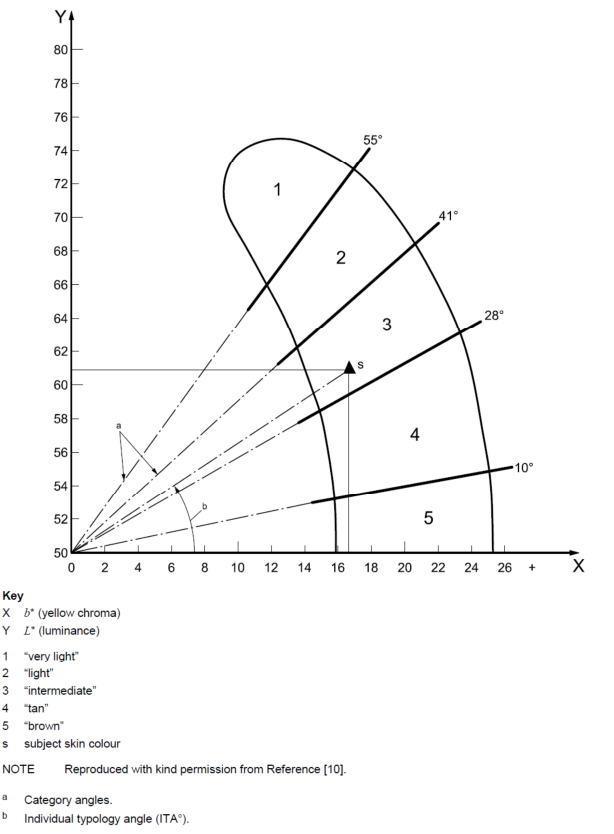 Y
80
78
76
74
72
70
68
66
64
62
60
58
56
54
52
50
55°
41°
28°
10°
1
2
3
4
5
s
a
b
0 2 4 6 8 10 12 14 16 18 20 22 24 26 + X
Key
X b* (yellow chroma)
Y L* (luminance)
1 “very light”
2 “light”
3 “intermediate”
4 “tan”
5 “brown”
s subject skin colour
NOTE Reproduced with kind permission from Reference [10].
a Category angles.
b Individual typology angle (ITA°).